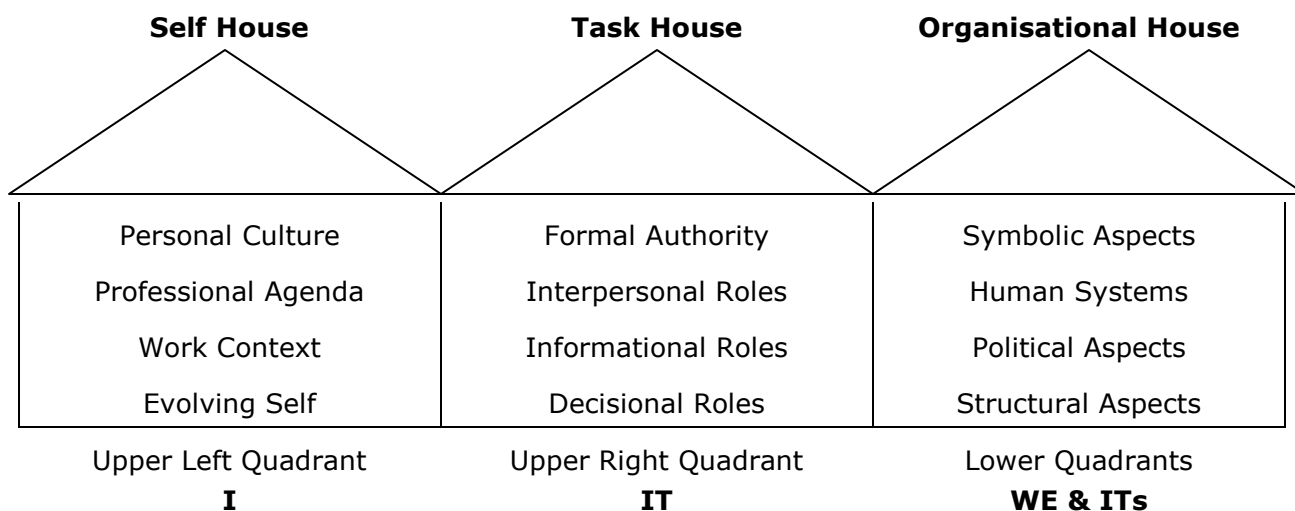 Self House Task House Organisational House
Personal Culture Formal Authority Symbolic Aspects
Professional Agenda Interpersonal Roles Human Systems
Work Context Informational Roles Political Aspects
Evolving Self Decisional Roles Structural Aspects
Upper Left Quadrant Upper Right Quadrant Lower Quadrants
I IT WE & ITs